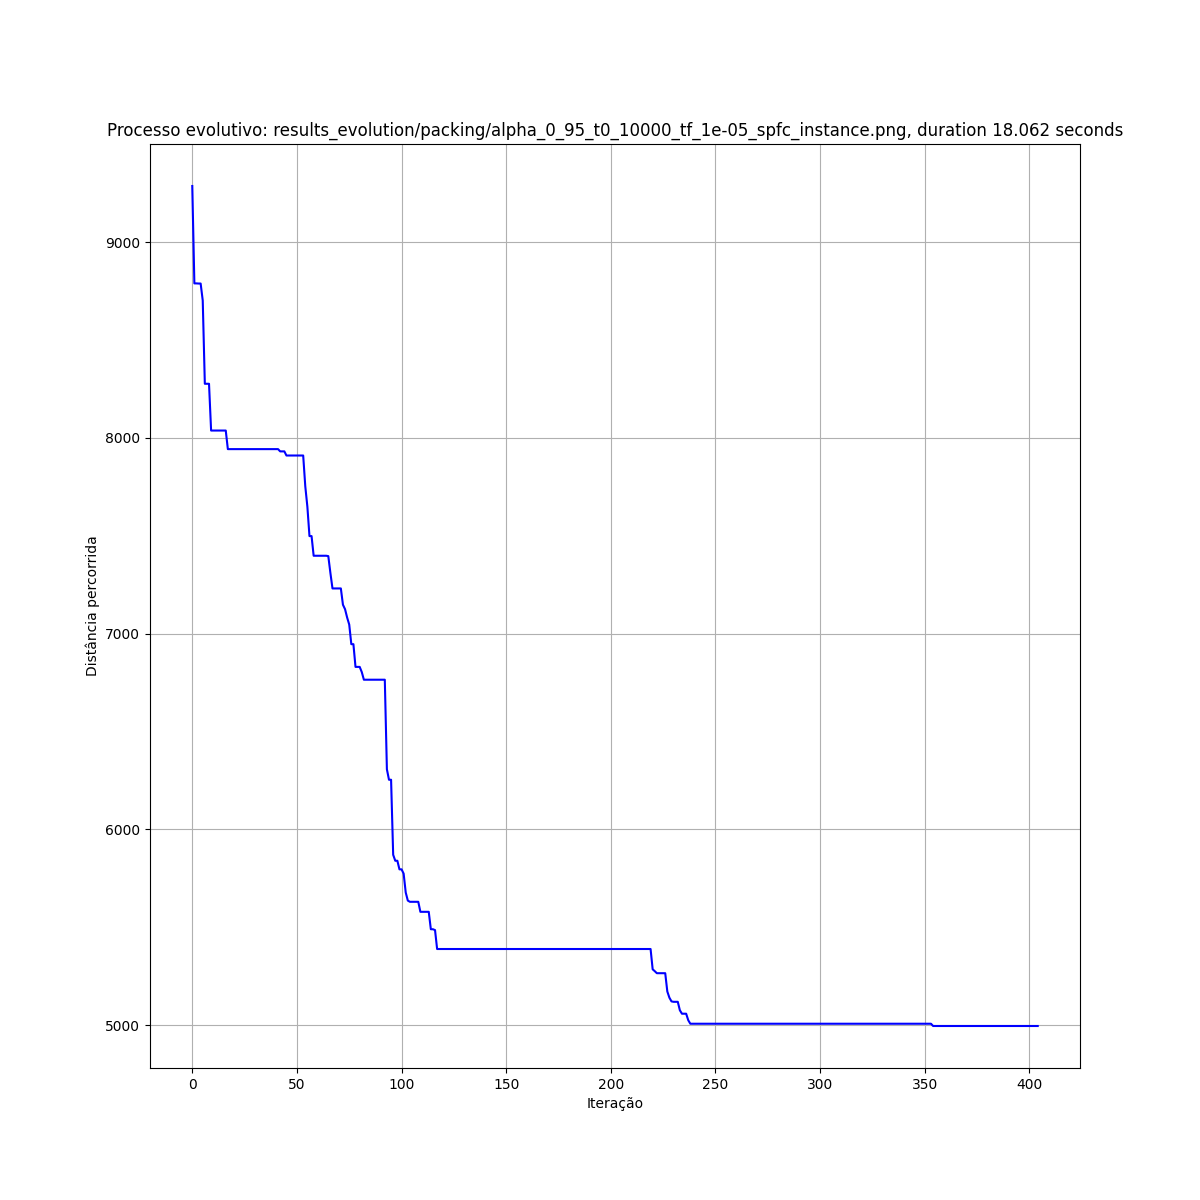 Processo evolutivo: results_evolution/packing/alpha_0_95_t0_10000_tf_1e-05_spfc_instance.png, duration 18.062 seconds
9000
8000
7000
6000
5000
Distância percorrida
0 50 100 150 200 250 300 350 400
Iteração